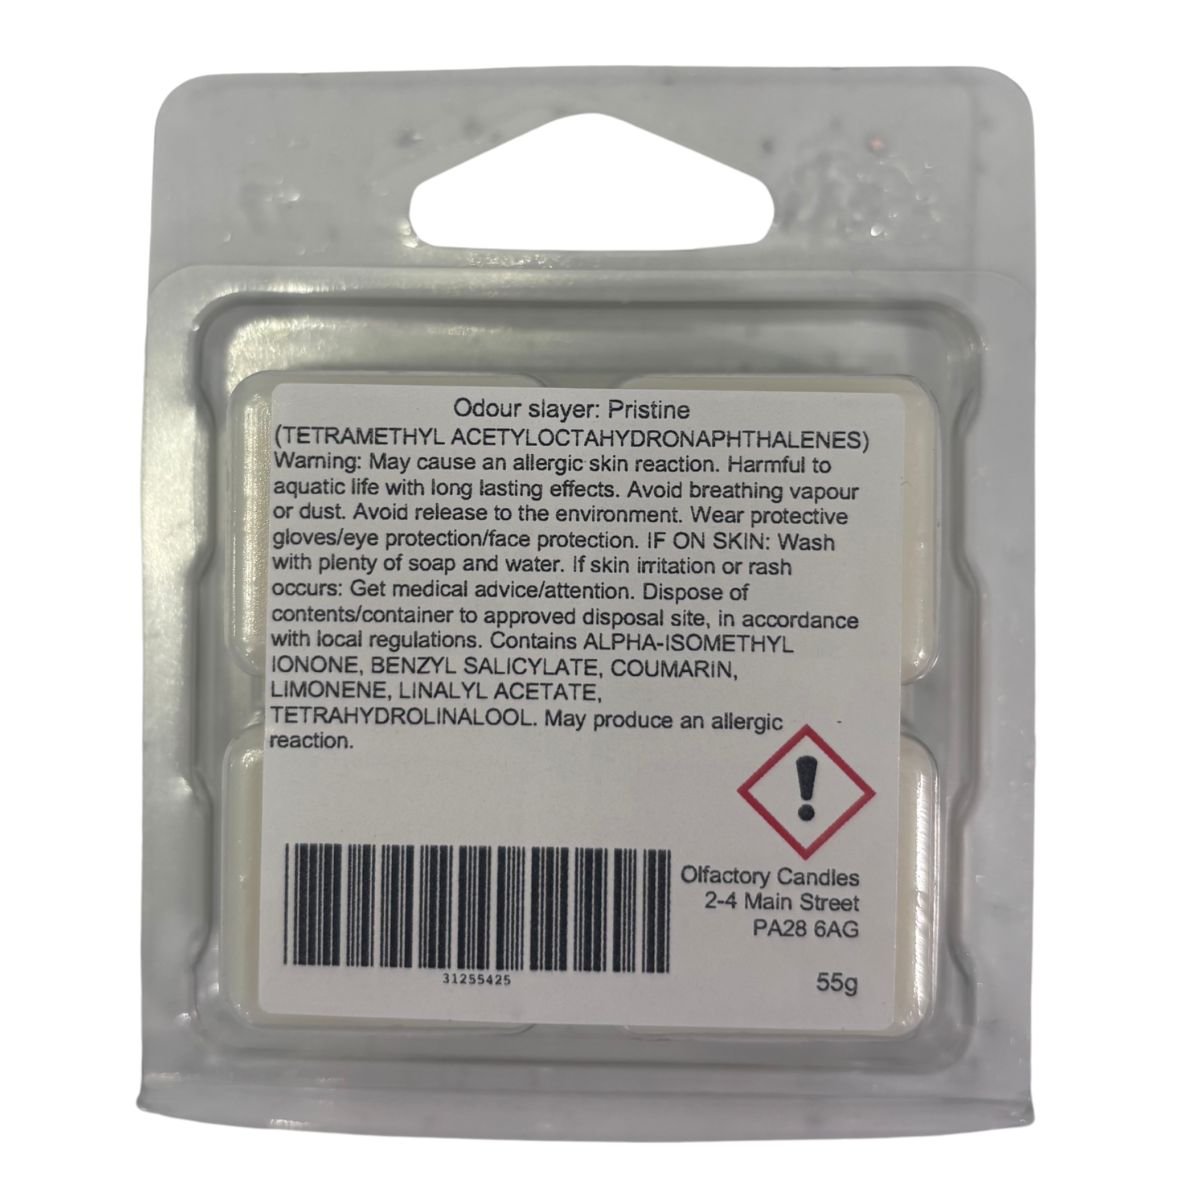 Odour slayer: Pristine
(TETRAMETHYL ACETYLOCTAHYDRONAPHTHALENES)
Warning: May cause an allergic skin reaction. Harmful to
aquatic life with long lasting effects. Avoid breathing vapour
or dust. Avoid release to the environment. Wear protective
gloves/eye protection/face protection. IF ON SKIN: Wash
with plenty of soap and water. If skin irritation or rash
occurs: Get medical advice/attention. Dispose of
contents/container to approved disposal site, in accordance
with local regulations. Contains ALPHA-ISOMETHYL
IONONE, BENZYL SALICYLATE, COUMARIN,
LIMONENE, LINALYL ACETATE,
TETRAHYDROLINALOOL. May produce an allergic
reaction.
Olfactory Candles
2-4 Main Street
PA28 6AG
31255425
55g